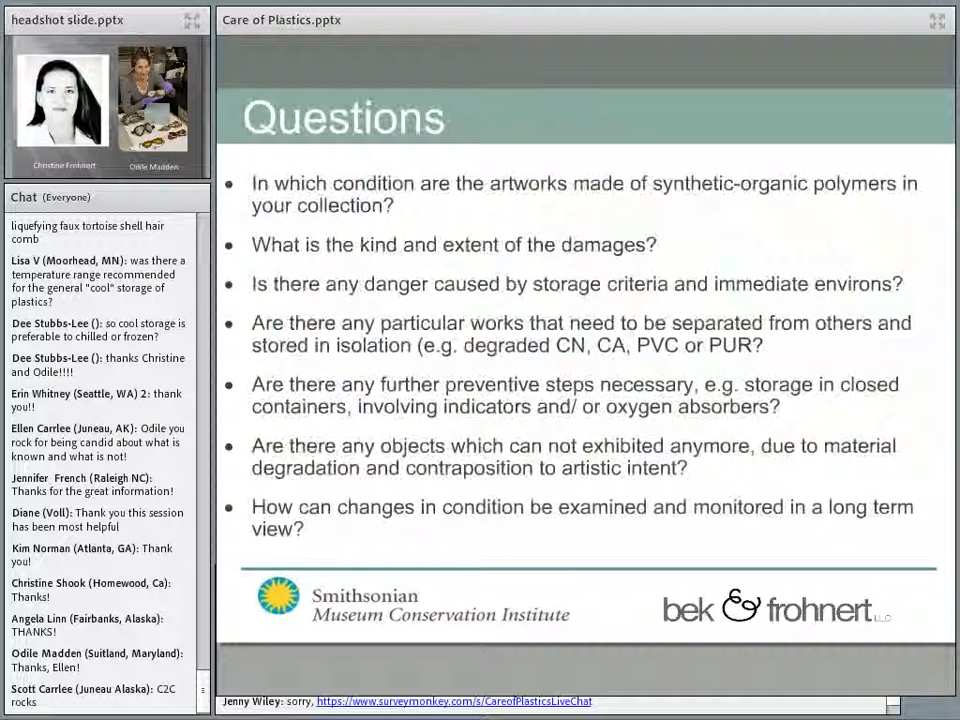 headshot slide.pptx
Christine Frohnert
Odile Madden
Chat (Everyone)
liquefying faux tortoise shell hair
comb
Lisa V (Moorhead, MN): was there a
temperature range recommended
for the general "cool" storage of
plastics?
Dee Stubbs-Lee (): so cool storage is
preferable to chilled or frozen?
Dee Stubbs-Lee (): thanks Christine
and Odile!!!!
Erin Whitney (Seattle, WA) 2: thank
you!!
Ellen Carrlee (Juneau, AK): Odile you
rock for being candid about what is
known and what is not!
Jennifer French (Raleigh NC):
Thanks for the great information!
Diane (Voll): Thank you this session
has been most helpful
Kim Norman (Atlanta, GA): Thank
you!
Christine Shook (Homewood, Ca):
Thanks!
Angela Linn (Fairbanks, Alaska):
THANKS!
Odile Madden (Suitland, Maryland):
Thanks, Ellen!
Scott Carrlee (Juneau Alaska): C2C
rocks
Care of Plastics.pptx
Questions
• In which condition are the artworks made of synthetic-organic polymers in
your collection?
• What is the kind and extent of the damages?
• Is there any danger caused by storage criteria and immediate environs?
• Are there any particular works that need to be separated from others and
stored in isolation (e.g. degraded CN, CA, PVC or PUR?
• Are there any further preventive steps necessary, e.g. storage in closed
containers, involving indicators and/ or oxygen absorbers?
• Are there any objects which can not exhibited anymore, due to material
degradation and contraposition to artistic intent?
• How can changes in condition be examined and monitored in a long term
view?
Smithsonian
Museum Conservation Institute
bek & frohnert LLC
Jenny Wiley: sorry, https://www.surveymonkey.com/s/CareofPlasticsLiveChat